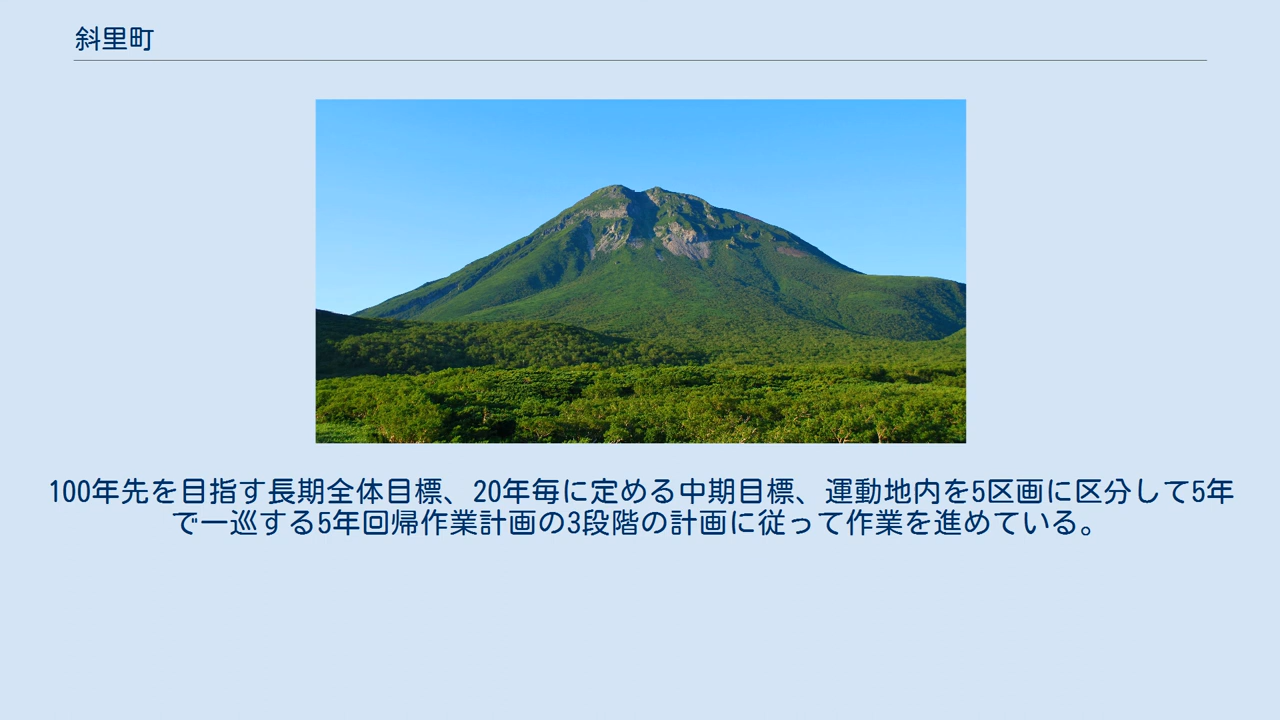 斜里町
100年先を目指す長期全体目標、20年毎に定める中期目標、運動地内を5区画に区分して5年
で一巡する5年回帰作業計画の3段階の計画に従って作業を進めている。